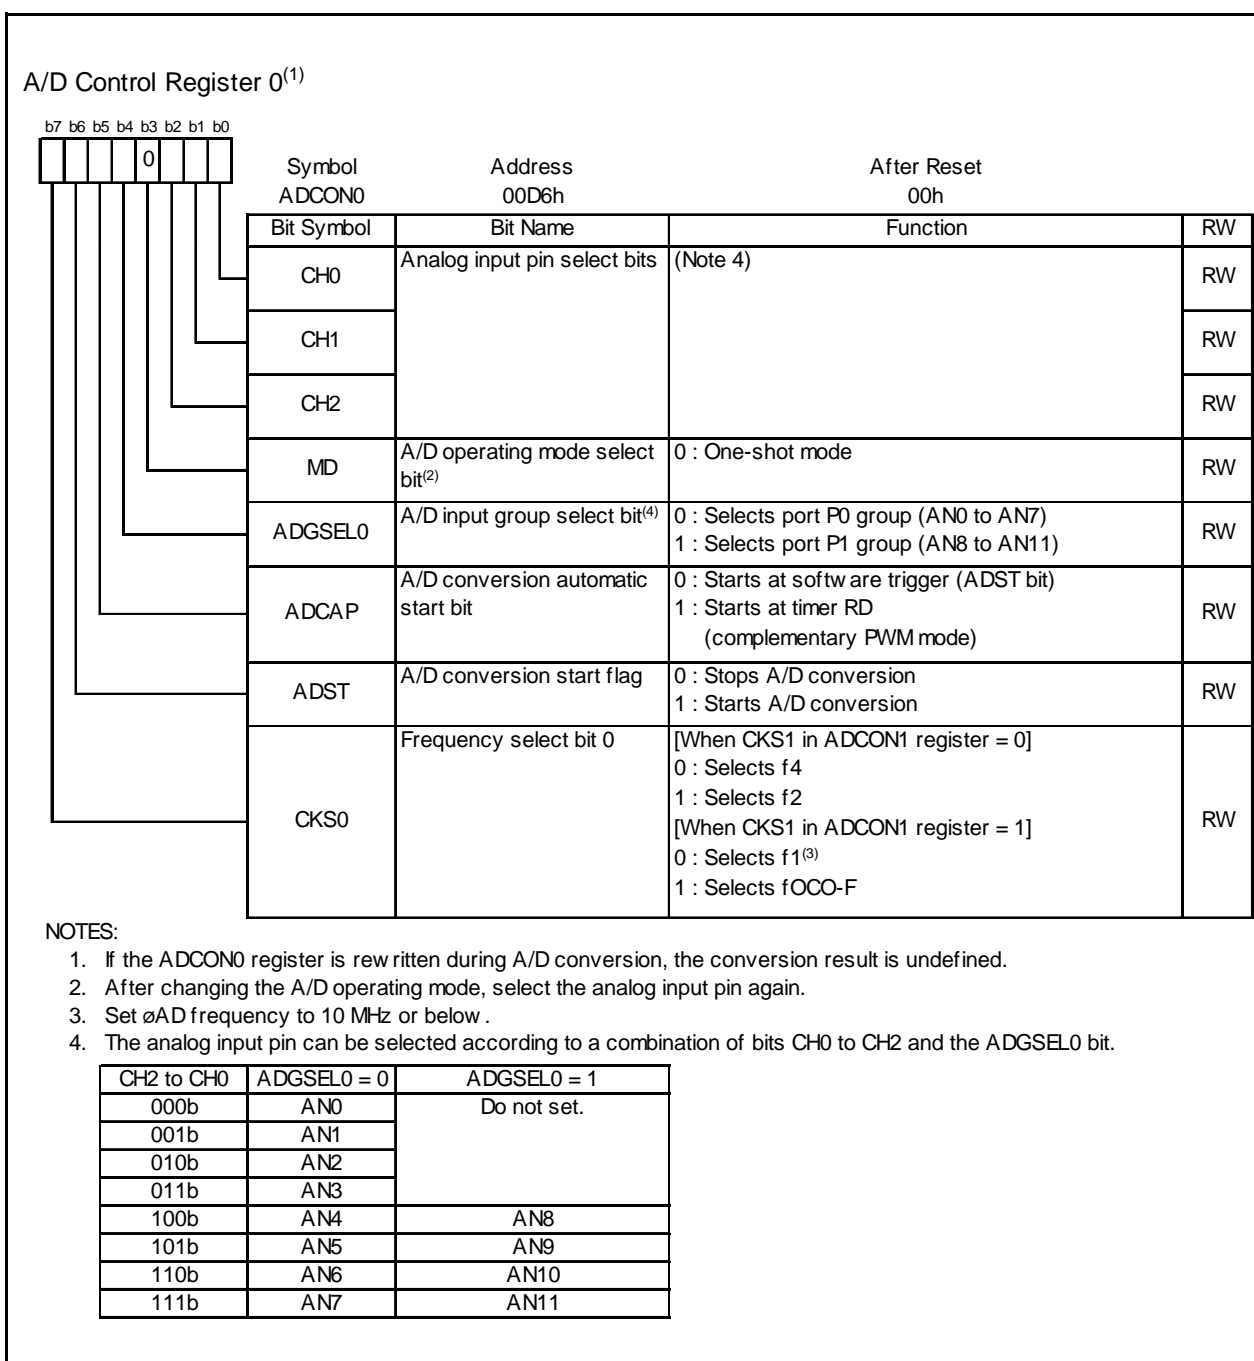 A/D Control Register 0(1)
b7 b6 b5 b4 b3 b2 b1 b0
0
Symbol Address After Reset
ADCON0 00D6h 00h
Bit Symbol Bit Name Function RW
CH0 Analog input pin select bits (Note 4) RW
CH1 RW
CH2 RW
MD A/D operating mode select bit(2) 0 : One-shot mode RW
ADGSEL0 A/D input group select bit(4) 0 : Selects port P0 group (AN0 to AN7)
1 : Selects port P1 group (AN8 to AN11) RW
ADCAP A/D conversion automatic start bit 0 : Starts at software trigger (ADST bit)
1 : Starts at timer RD
(complementary PWM mode) RW
ADST A/D conversion start flag 0 : Stops A/D conversion
1 : Starts A/D conversion RW
CKS0 Frequency select bit 0 [When CKS1 in ADCON1 register = 0]
0 : Selects f4
1 : Selects f2
[When CKS1 in ADCON1 register = 1]
0 : Selects f1(3)
1 : Selects fOCO-F RW
NOTES:
1. If the ADCON0 register is rewritten during A/D conversion, the conversion result is undefined.
2. After changing the A/D operating mode, select the analog input pin again.
3. Set øAD frequency to 10 MHz or below.
4. The analog input pin can be selected according to a combination of bits CH0 to CH2 and the ADGSEL0 bit.
CH2 to CH0 ADGSEL0 = 0 ADGSEL0 = 1
000b AN0 Do not set.
001b AN1
010b AN2
011b AN3
100b AN4 AN8
101b AN5 AN9
110b AN6 AN10
111b AN7 AN11